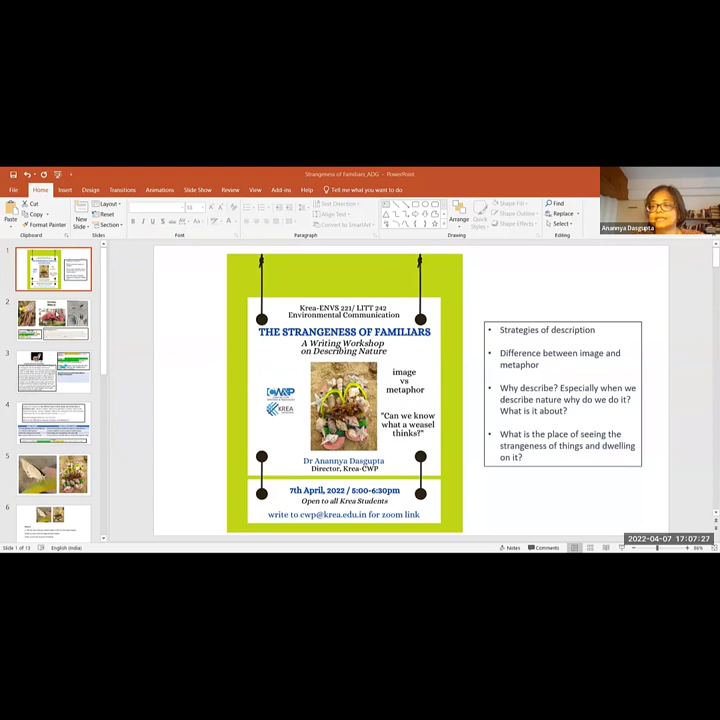 Strangeness of Familiars_ADG - PowerPoint
File Home Insert Design Transitions Animations Slide Show Review View Add-ins Help Tell me what you want to do
Paste
Cut
Copy
Format Painter
Clipboard
New
Slide
Layout
Reset
Section
Slides
Font
Paragraph
Text Direction
Align Text
Convert to SmartArt
Arrange
Quick
Styles
Shape Fill
Shape Outline
Shape Effects
Drawing
Find
Replace
Select
Editing
Anannya Dasgupta
1
2
3
4
5
6
Krea-ENVS 221/ LITT 242
Environmental Communication
THE STRANGENESS OF FAMILIARS
A Writing Workshop
on Describing Nature
image
vs
metaphor
CWP
KREA
"Can we know
what a weasel
thinks?"
Dr Anannya Dasgupta
Director, Krea-CWP
7th April, 2022 / 5:00-6:30pm
Open to all Krea Students
write to cwp@krea.edu.in for zoom link
• Strategies of description
• Difference between image and
metaphor
• Why describe? Especially when we
describe nature why do we do it?
What is it about?
• What is the place of seeing the
strangeness of things and dwelling
on it?
2022-04-07 17:07:27
Slide 1 of 13 English (India) Notes Comments 86%